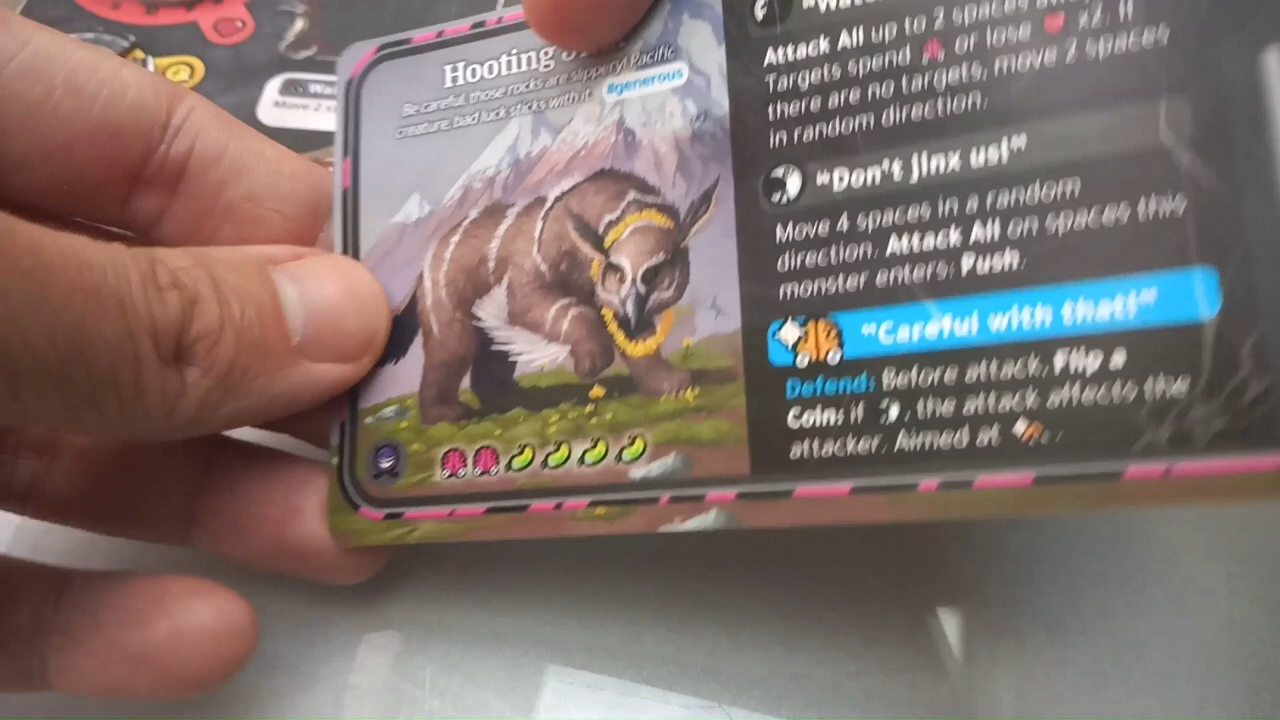 Hooting
Be careful, those rocks are slippery! Pacific
creature, bad luck sticks with it. #generous
Attack All up to 2 spaces
Targets spend or lose x2. If
there are no targets, move 2 spaces
in random direction.
"Don't jinx us!"
Move 4 spaces in a random
direction. Attack All on spaces this
monster enters: Push.
"Careful with that!"
Defend: Before attack, Flip a
Coin: if , the attack affects the
attacker. Aimed at .